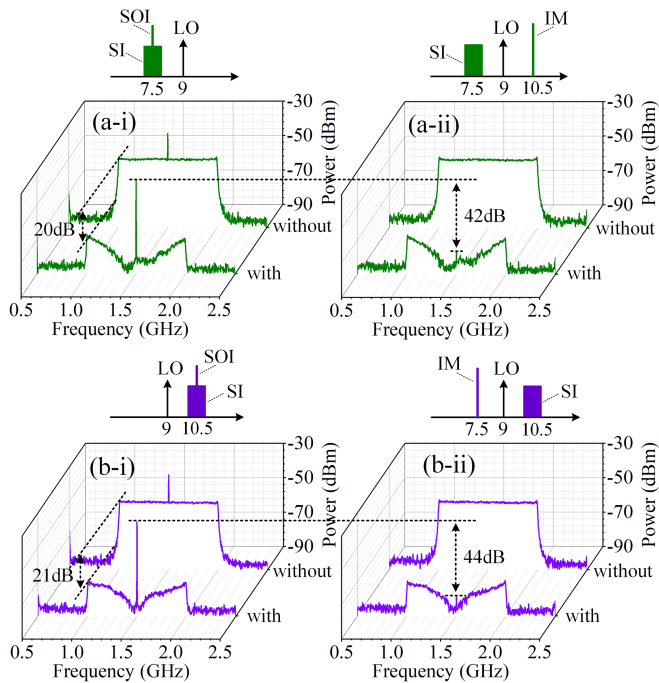 SOI
LO
SI
7.5
9
IM
LO
SI
7.5
9
10.5
(a-i)
20dB
without
with
0.5
1.0
1.5
2.0
2.5
Frequency (GHz)
-30
-50
-70
-90
Power (dBm)
(a-ii)
42dB
without
with
0.5
1.0
1.5
2.0
2.5
Frequency (GHz)
-30
-50
-70
-90
Power (dBm)
LO
SOI
SI
9
10.5
IM
LO
SI
7.5
9
10.5
(b-i)
21dB
without
with
0.5
1.0
1.5
2.0
2.5
Frequency (GHz)
-30
-50
-70
-90
Power (dBm)
(b-ii)
44dB
without
with
0.5
1.0
1.5
2.0
2.5
Frequency (GHz)
-30
-50
-70
-90
Power (dBm)